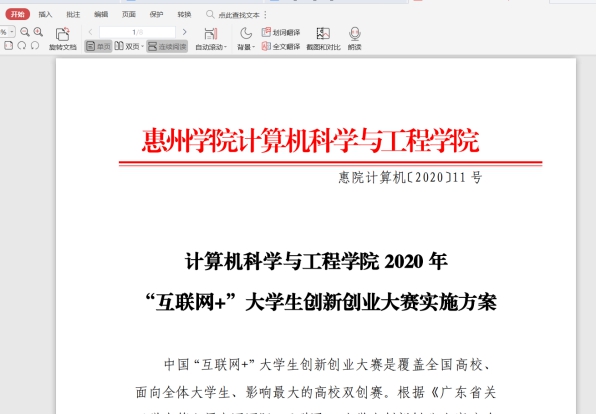 开始 插入 批注 编辑 页面 保护 转换 点此查找文本
旋转文档 单页 双页 连续阅读 自动滚动 背景 划词翻译 全文翻译 截图和对比 朗读
惠州学院计算机科学与工程学院
惠院计算机〔2020〕11 号
计算机科学与工程学院 2020 年
“互联网+”大学生创新创业大赛实施方案
中国“互联网+”大学生创新创业大赛是覆盖全国高校、
面向全体大学生、影响最大的高校双创赛。根据《广东省关